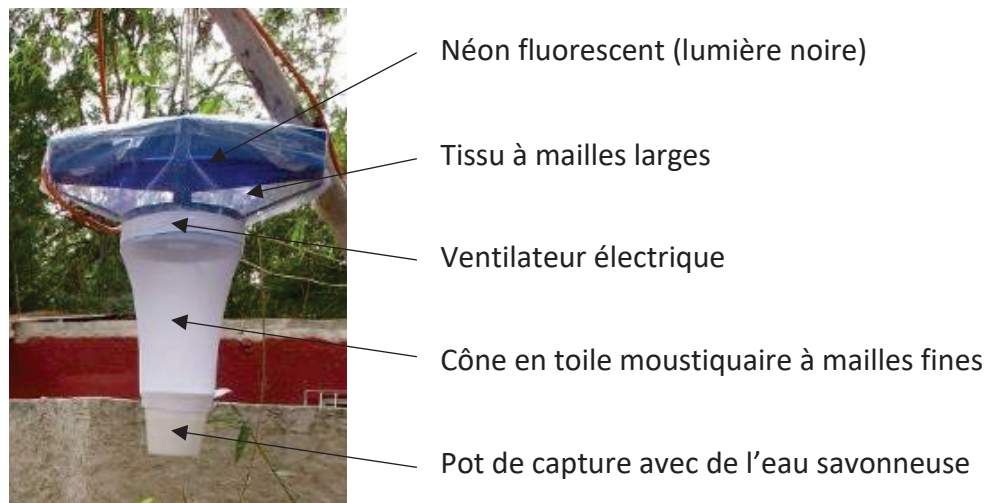 Néon fluorescent (lumière noire)
Tissu à mailles larges
Ventilateur électrique
Cône en toile moustiquaire à mailles fines
Pot de capture avec de l'eau savonneuse